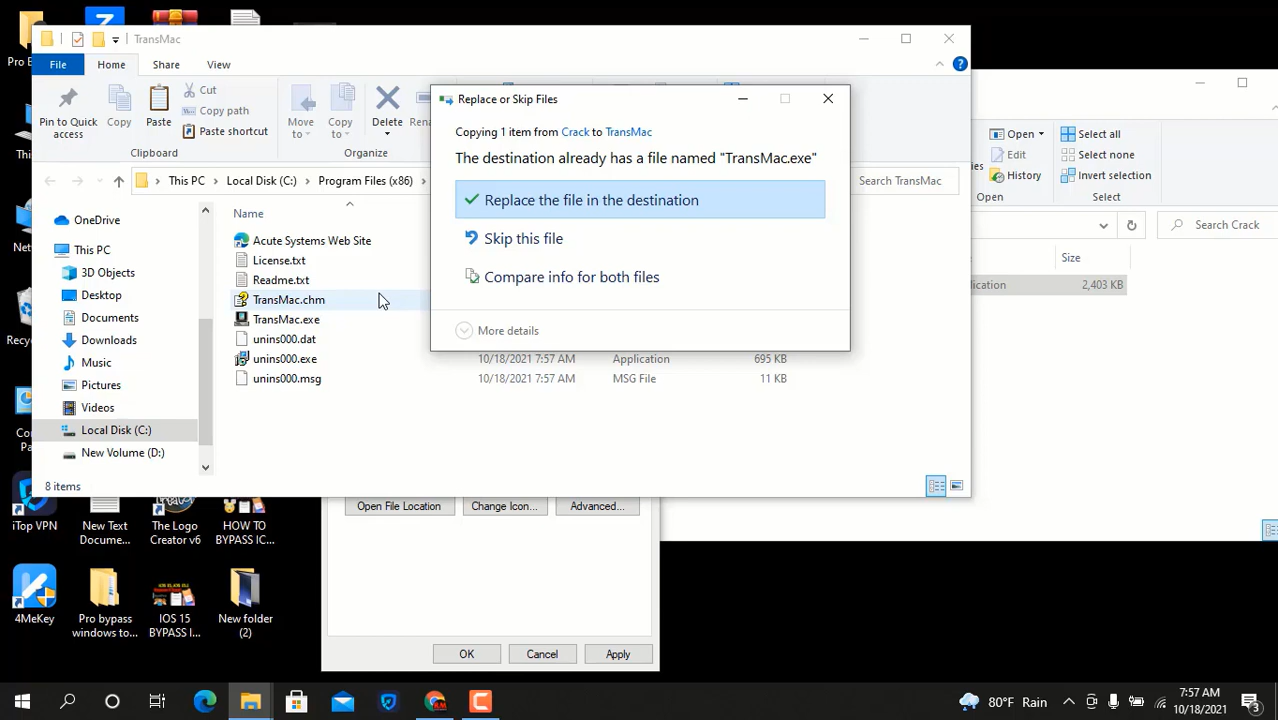 TransMac
File
Home
Share
View
Pin to Quick
access
Copy
Paste
Cut
Copy path
Paste shortcut
Move
to
Copy
to
Delete
Clipboard
Organize
This PC
Local Disk (C:)
Program Files (x86)
Search TransMac
Replace or Skip Files
Copying 1 item from Crack to TransMac
The destination already has a file named "TransMac.exe"
Replace the file in the destination
Skip this file
Compare info for both files
More details
Open
Select all
Edit
History
Invert selection
Open
Select
Search Crack
Size
2,403 KB
OneDrive
This PC
3D Objects
Desktop
Documents
Downloads
Music
Pictures
Videos
Local Disk (C:)
New Volume (D:)
Name
Acute Systems Web Site
License.txt
Readme.txt
TransMac.chm
TransMac.exe
unins000.dat
unins000.exe
10/18/2021 7:57 AM
Application
695 KB
unins000.msg
10/18/2021 7:57 AM
MSG File
11 KB
8 items
Open File Location
Change Icon...
Advanced...
OK
Cancel
Apply
iTop VPN
New Text
Docume...
The Logo
Creator v6
HOW TO
BYPASS IC...
4MeKey
Pro bypass
windows to...
IOS 15
BYPASS I...
New folder
(2)
80°F Rain
7:57 AM
10/18/2021
3